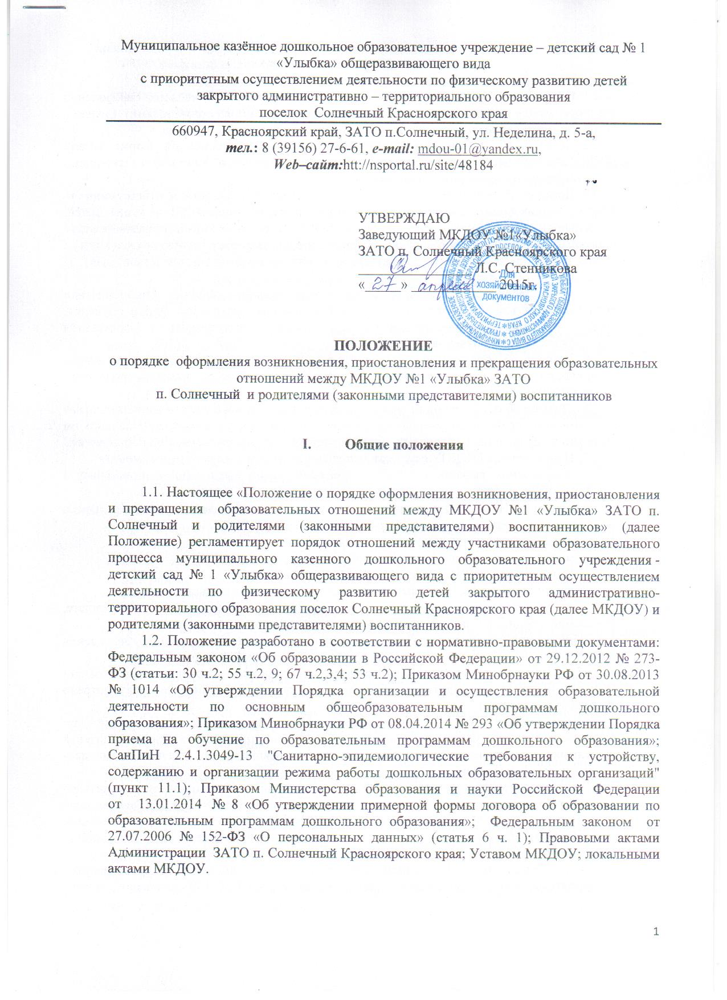 Муниципальное казённое дошкольное образовательное учреждение – детский сад № 1
«Улыбка» общеразвивающего вида
с приоритетным осуществлением деятельности по физическому развитию детей
закрытого административно – территориального образования
поселок  Солнечный Красноярского края
660947, Красноярский край, ЗАТО п.Солнечный, ул. Неделина, д. 5-а,
тел.: 8 (39156) 27-6-61, e-mail: mdou-01@yandex.ru,
Web–сайт:htt://nsportal.ru/site/48184
УТВЕРЖДАЮ
Заведующий МКДОУ №1«Улыбка»
ЗАТО п. Солнечный Красноярского края
Л.С. Стенникова
« 27 » апреля 2015г.
Для
хозяйственных
документов
ПОЛОЖЕНИЕ
о порядке  оформления возникновения, приостановления и прекращения образовательных
отношений между МКДОУ №1 «Улыбка» ЗАТО
п. Солнечный  и родителями (законными представителями) воспитанников
I. Общие положения
1.1. Настоящее «Положение о порядке оформления возникновения, приостановления
и прекращения  образовательных отношений между МКДОУ №1 «Улыбка» ЗАТО п.
Солнечный и родителями (законными представителями) воспитанников» (далее
Положение) регламентирует порядок отношений между участниками образовательного
процесса муниципального казенного дошкольного образовательного учреждения -
детский сад № 1 «Улыбка» общеразвивающего вида с приоритетным осуществлением
деятельности по физическому развитию детей закрытого административно-
территориального образования поселок Солнечный Красноярского края (далее МКДОУ) и
родителями (законными представителями) воспитанников.
1.2. Положение разработано в соответствии с нормативно-правовыми документами:
Федеральным законом «Об образовании в Российской Федерации» от 29.12.2012 № 273-
ФЗ (статьи: 30 ч.2; 55 ч.2, 9; 67 ч.2,3,4; 53 ч.2); Приказом Минобрнауки РФ от 30.08.2013
№ 1014 «Об утверждении Порядка организации и осуществления образовательной
деятельности по основным общеобразовательным программам дошкольного
образования»; Приказом Минобрнауки РФ от 08.04.2014 № 293 «Об утверждении Порядка
приема на обучение по образовательным программам дошкольного образования»;
СанПиН 2.4.1.3049-13 "Санитарно-эпидемиологические требования к устройству,
содержанию и организации режима работы дошкольных образовательных организаций"
(пункт 11.1); Приказом Министерства образования и науки Российской Федерации
от  13.01.2014  № 8 «Об утверждении примерной формы договора об образовании по
образовательным программам дошкольного образования»;  Федеральным законом  от
27.07.2006 № 152-ФЗ «О персональных данных» (статья 6 ч. 1); Правовыми актами
Администрации  ЗАТО п. Солнечный Красноярского края; Уставом МКДОУ; локальными
актами МКДОУ.
1